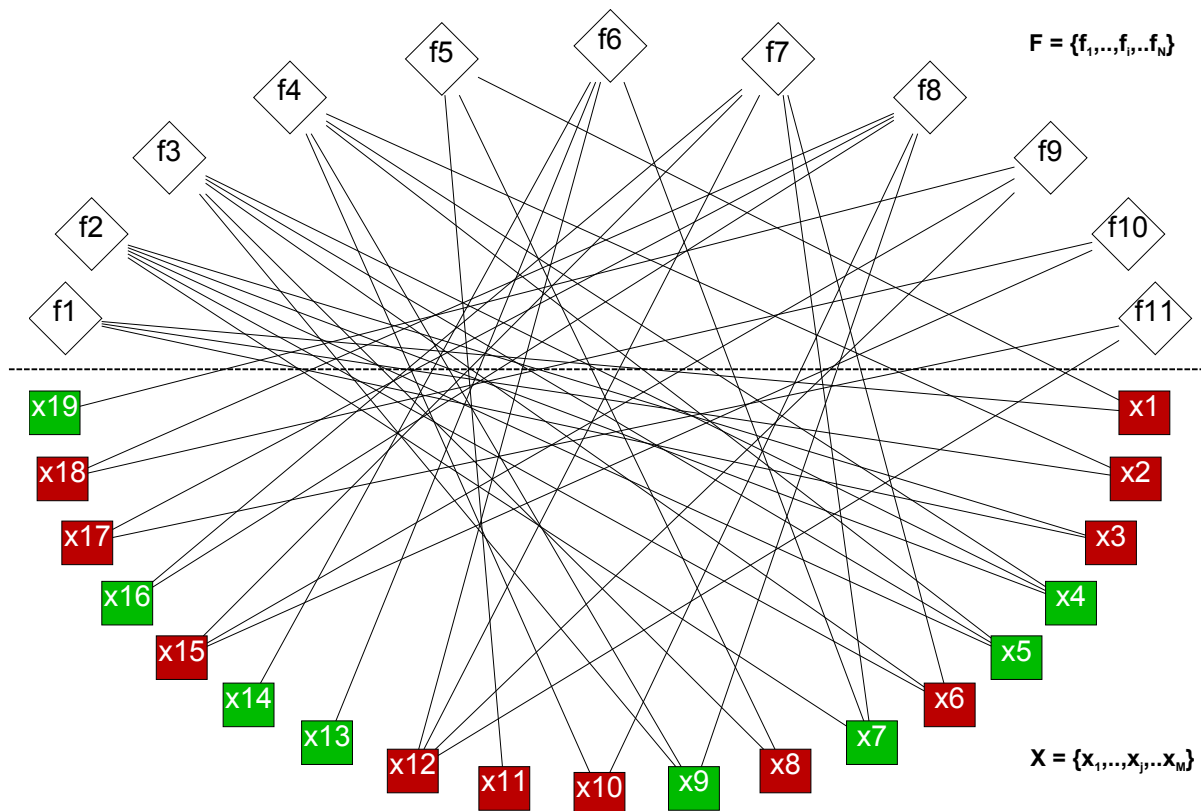 f6
f5
f7
F = {f1,..,fi,..fN}
f4
f8
f3
f9
f2
f10
f1
f11
x19
x1
x18
x2
x17
x3
x16
x4
x15
x5
x14
x6
x13
x7
x12
x8
x11
x10
x9
X = {x1,..,xj,..xM}